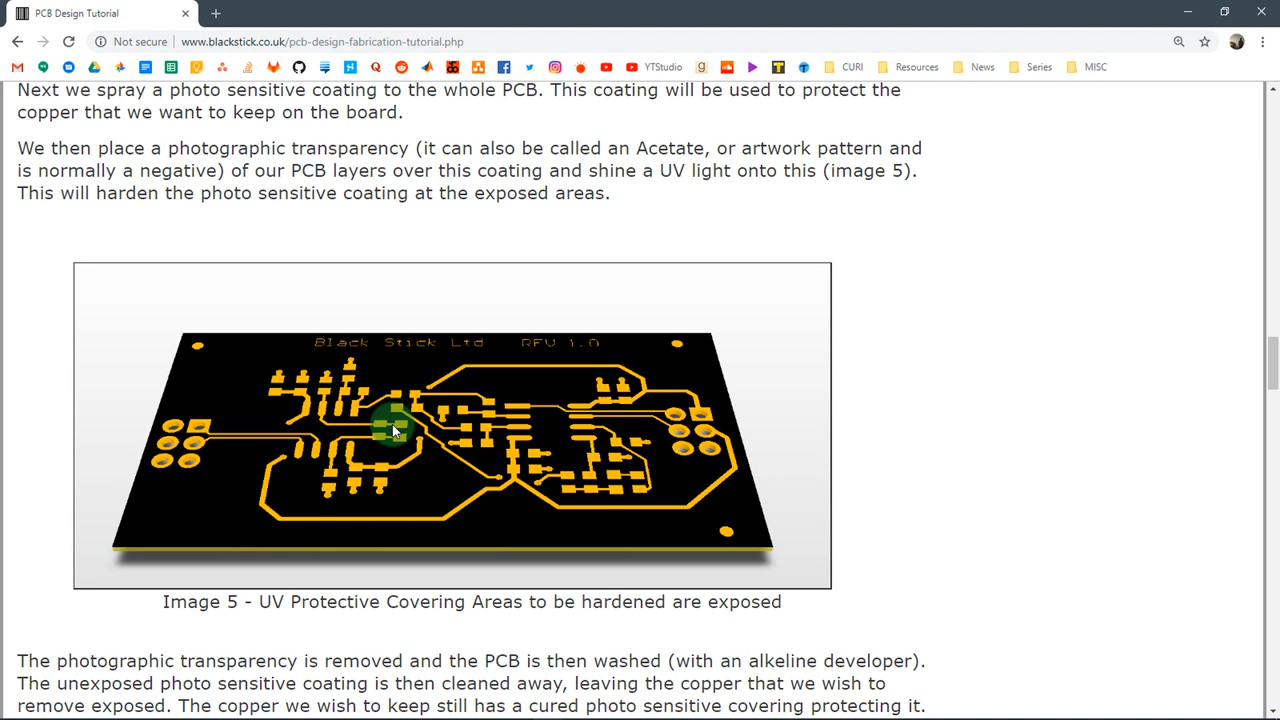 PCB Design Tutorial
Not secure www.blackstick.co.uk/pcb-design-fabrication-tutorial.php
YTStudio CURI Resources News Series MISC
Next we spray a photo sensitive coating to the whole PCB. This coating will be used to protect the
copper that we want to keep on the board.
We then place a photographic transparency (it can also be called an Acetate, or artwork pattern and
is normally a negative) of our PCB layers over this coating and shine a UV light onto this (image 5).
This will harden the photo sensitive coating at the exposed areas.
Black Stick Ltd REV 1.0
Image 5 - UV Protective Covering Areas to be hardened are exposed
The photographic transparency is removed and the PCB is then washed (with an alkeline developer).
The unexposed photo sensitive coating is then cleaned away, leaving the copper that we wish to
remove exposed. The copper we wish to keep still has a cured photo sensitive covering protecting it.